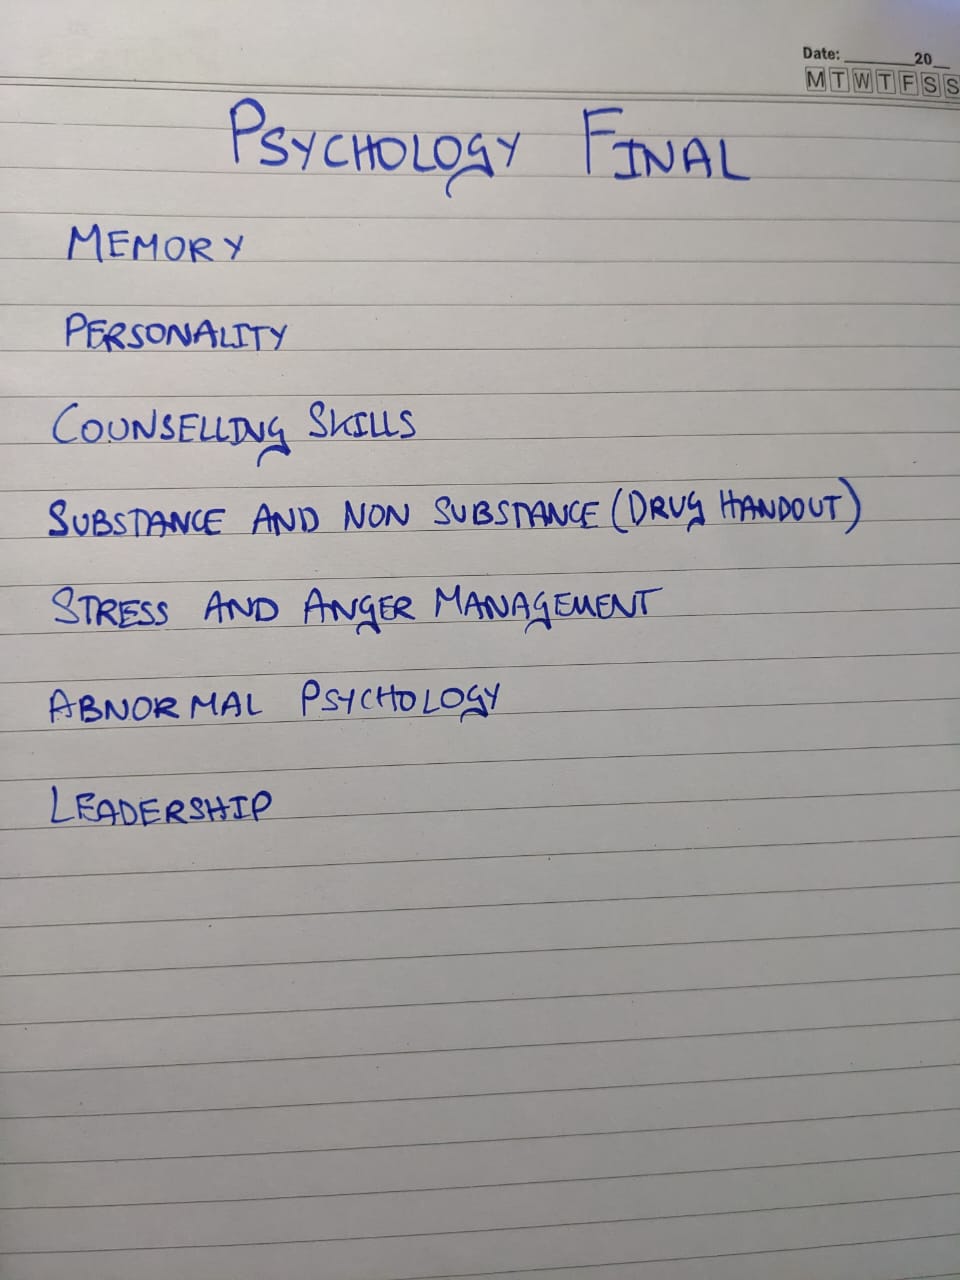 Date: ________20__
M T W T F S S
PSYCHOLOGY FINAL
MEMORY
PERSONALITY
COUNSELLING SKILLS
SUBSTANCE AND NON SUBSTANCE (DRUG HANDOUT)
STRESS AND ANGER MANAGEMENT
ABNORMAL PSYCHOLOGY
LEADERSHIP